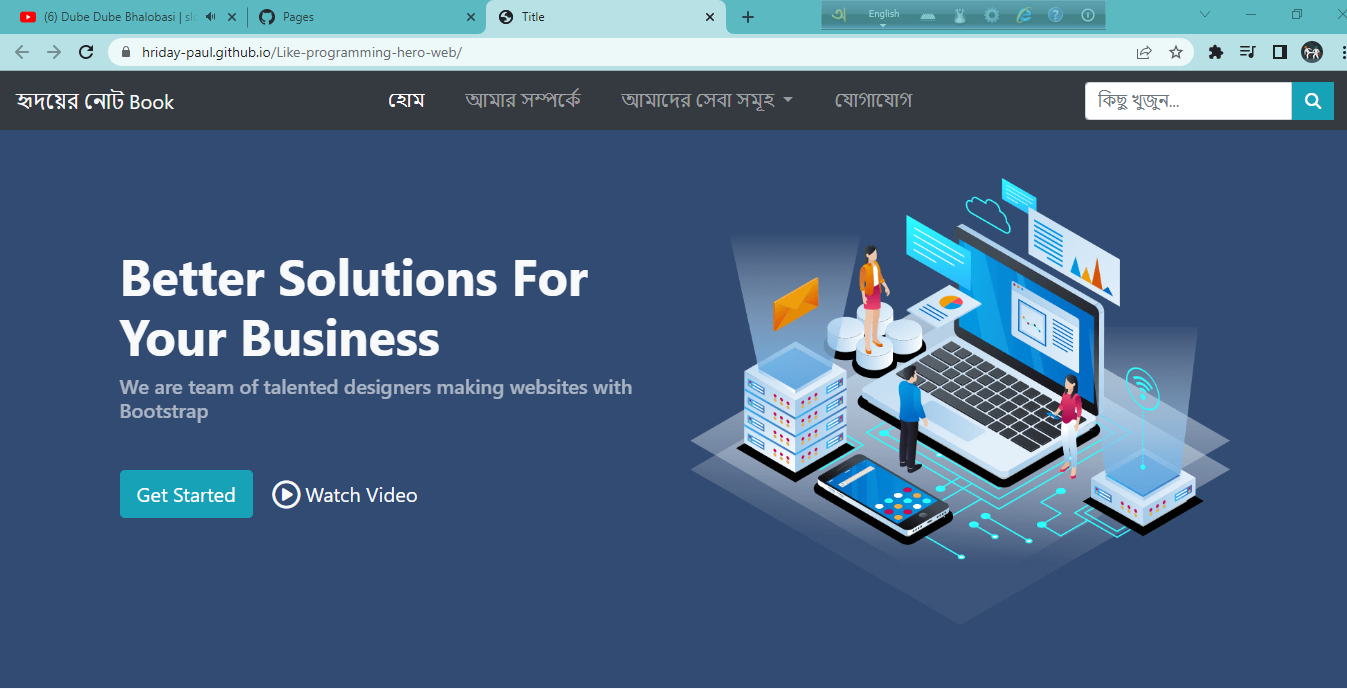 (6) Dube Dube Bhalobasi | slo
Pages
Title
অ
English
hriday-paul.github.io/Like-programming-hero-web/
হৃদয়ের নোট Book
হোম
আমার সম্পর্কে
আমাদের সেবা সমূহ
যোগাযোগ
কিছু খুজুন...
Better Solutions For
Your Business
We are team of talented designers making websites with
Bootstrap
Get Started
Watch Video